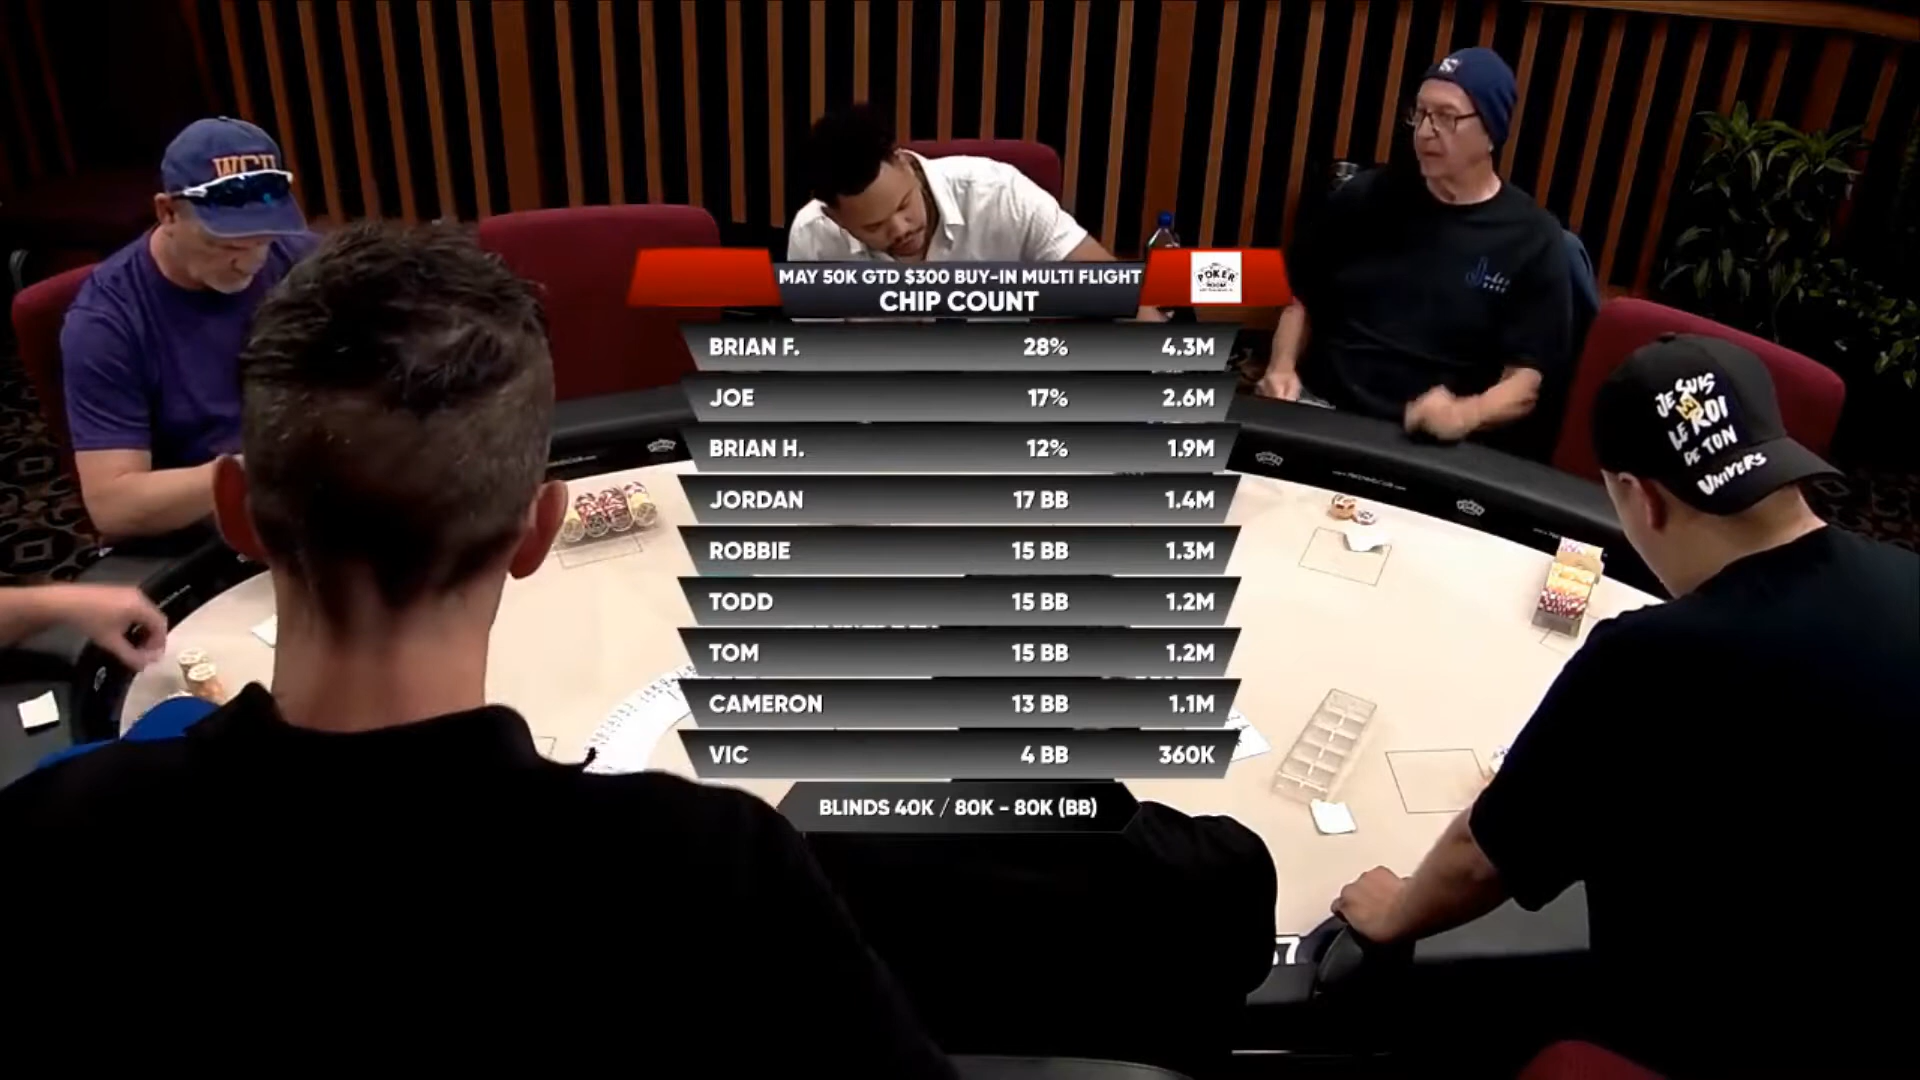 WCU
MAY 50K GTD $300 BUY-IN MULTI FLIGHT
CHIP COUNT
POKER
ROOM
BRIAN F. 28% 4.3M
JOE 17% 2.6M
BRIAN H. 12% 1.9M
JORDAN 17 BB 1.4M
ROBBIE 15 BB 1.3M
TODD 15 BB 1.2M
TOM 15 BB 1.2M
CAMERON 13 BB 1.1M
VIC 4 BB 360K
BLINDS 40K / 80K - 80K (BB)
JE SUIS
LE ROI
DE TON
UNIVERS